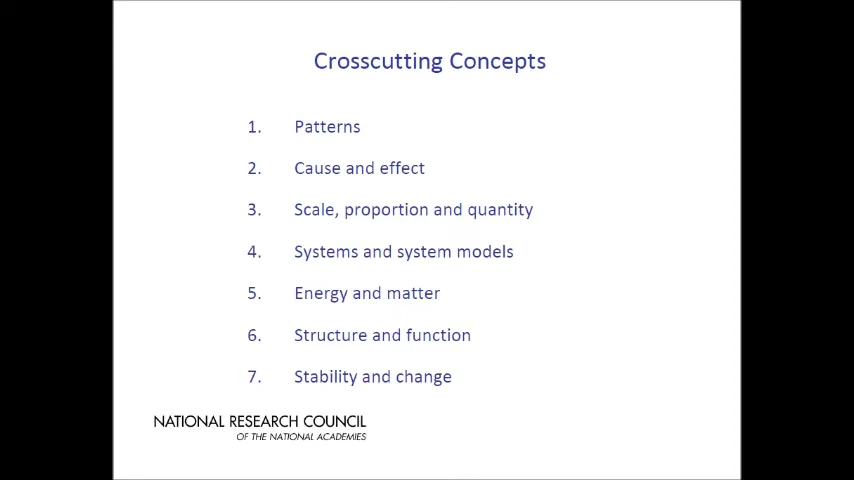 Crosscutting Concepts
1. Patterns
2. Cause and effect
3. Scale, proportion and quantity
4. Systems and system models
5. Energy and matter
6. Structure and function
7. Stability and change
NATIONAL RESEARCH COUNCIL
OF THE NATIONAL ACADEMIES